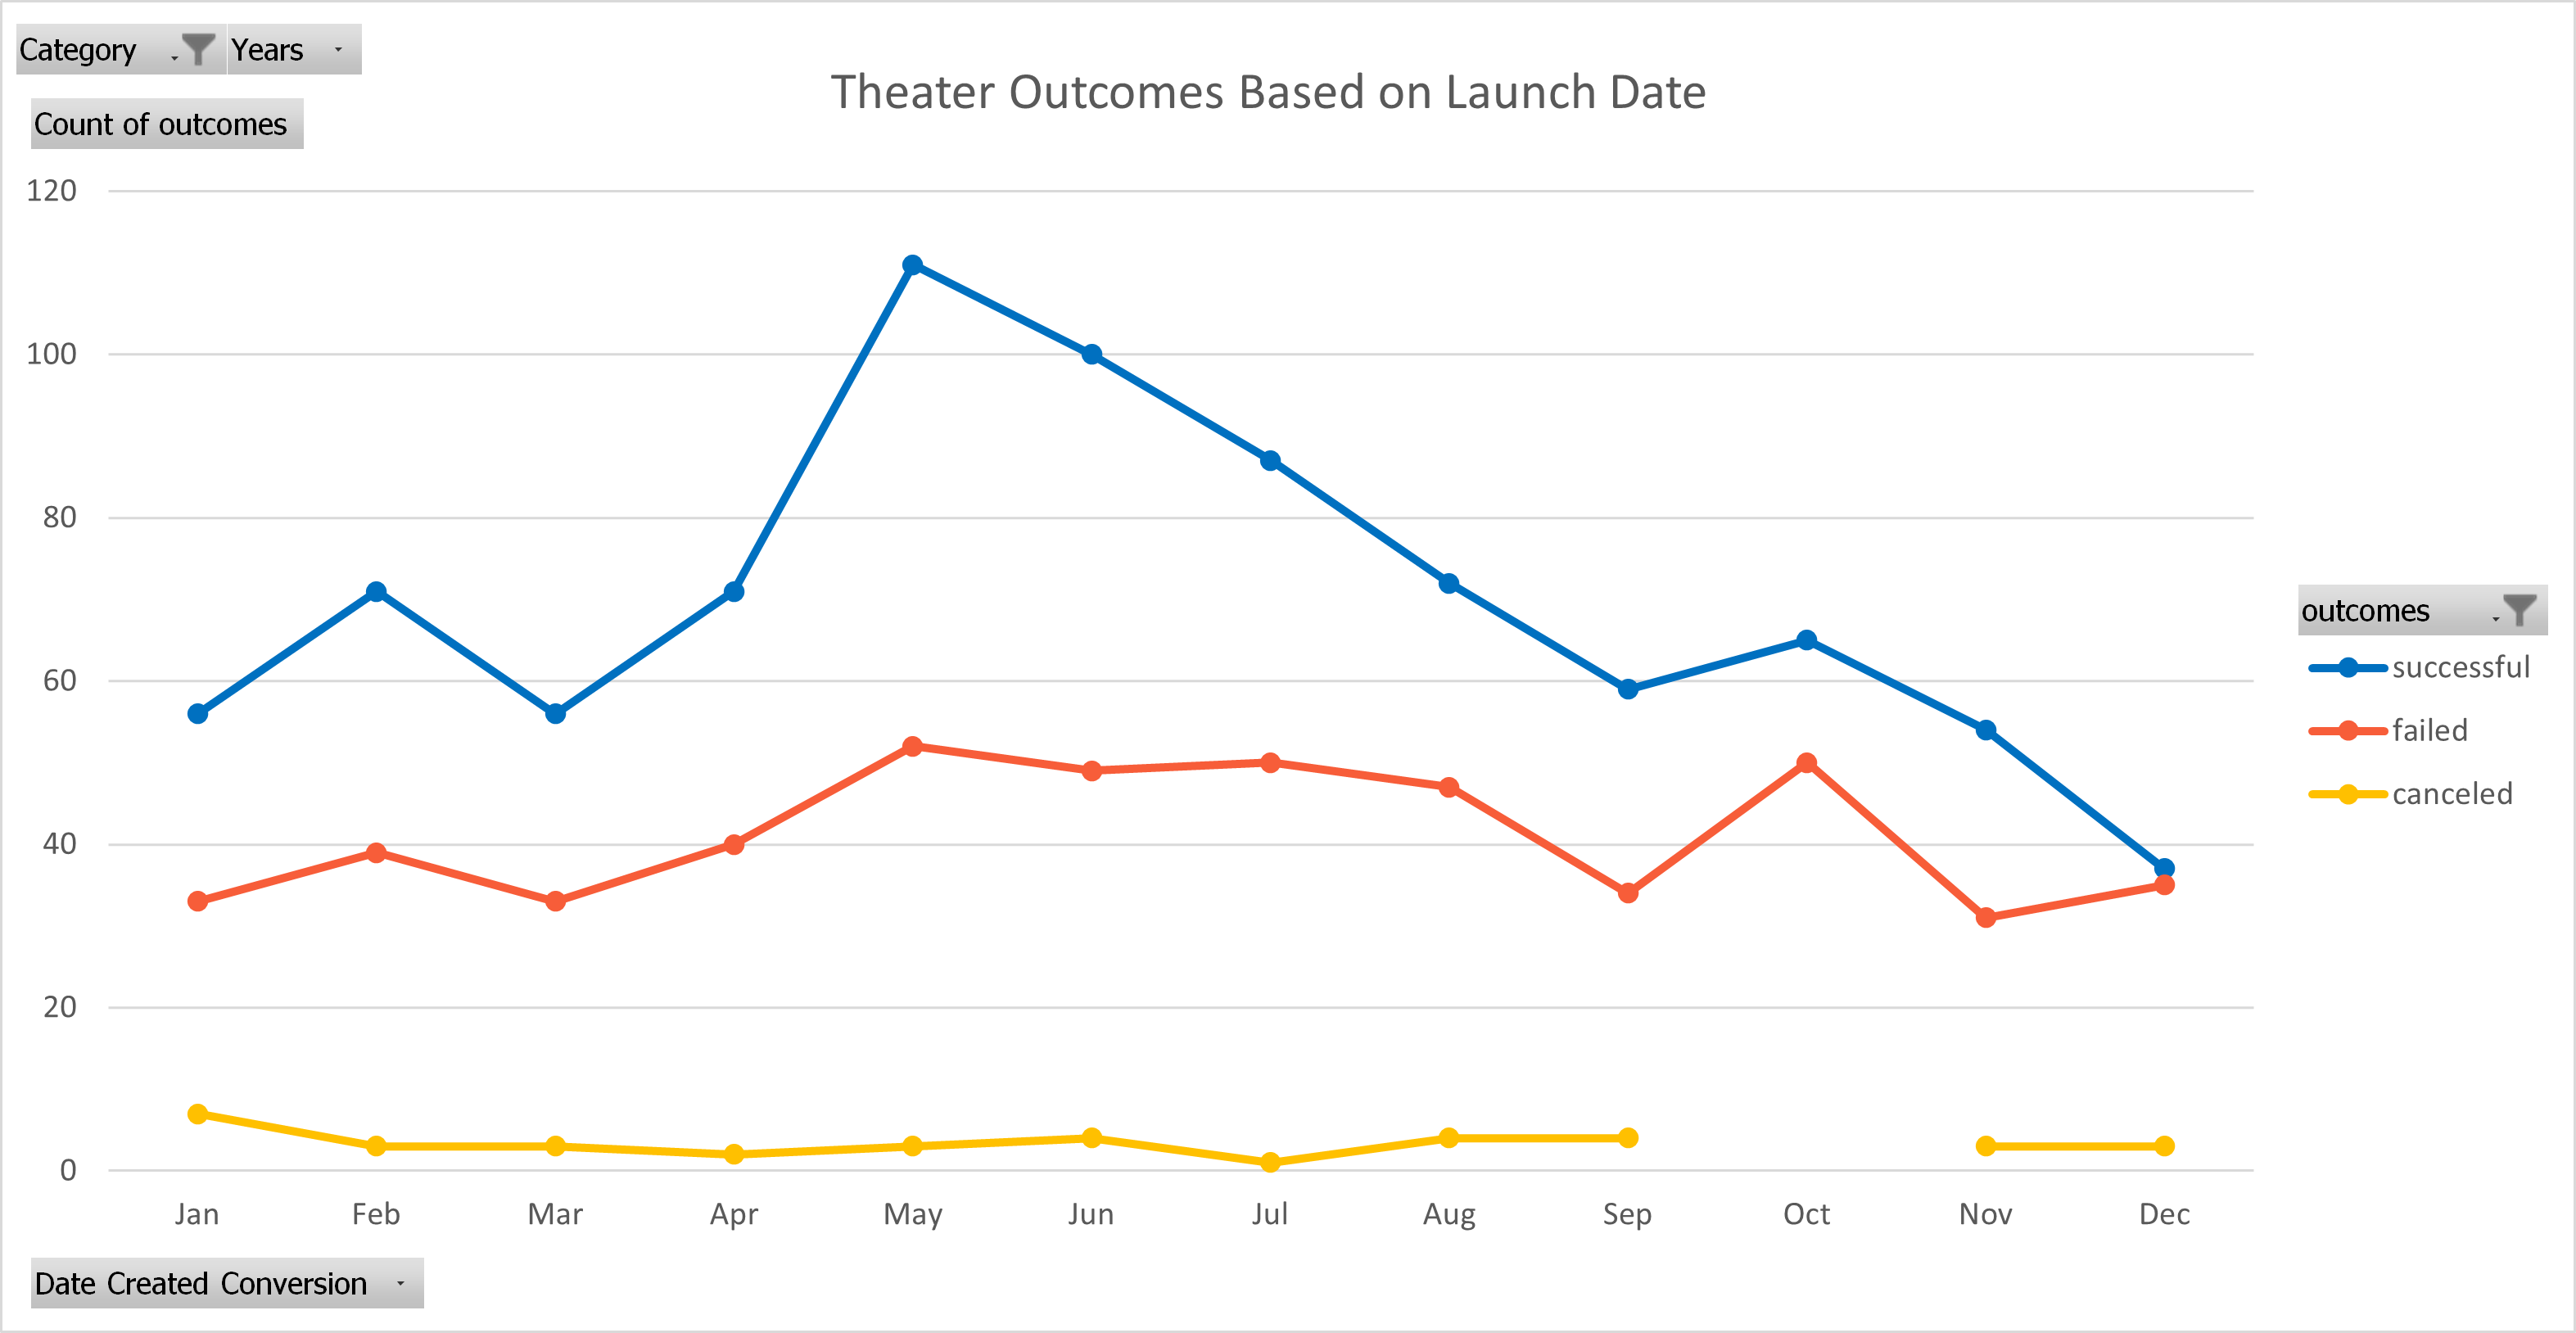 Category Years
Theater Outcomes Based on Launch Date
Count of outcomes
120
100
80
60
40
20
0
outcomes
successful
failed
canceled
Jan Feb Mar Apr May Jun Jul Aug Sep Oct Nov Dec
Date Created Conversion